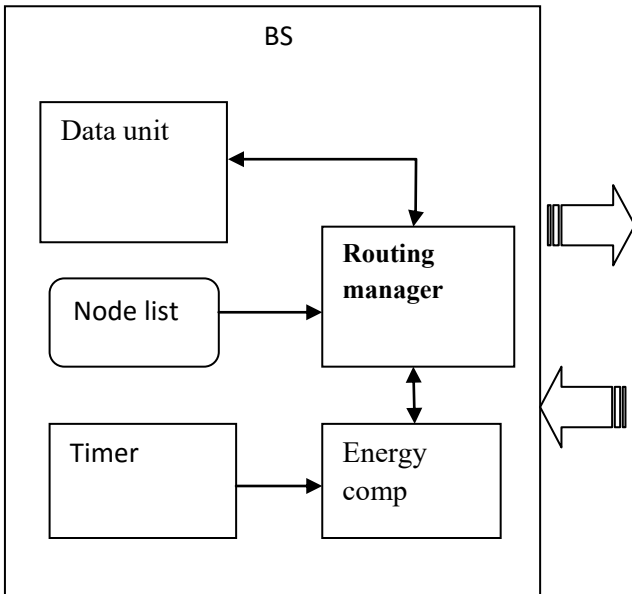 BS
Data unit
Routing
manager
Node list
Timer
Energy
comp